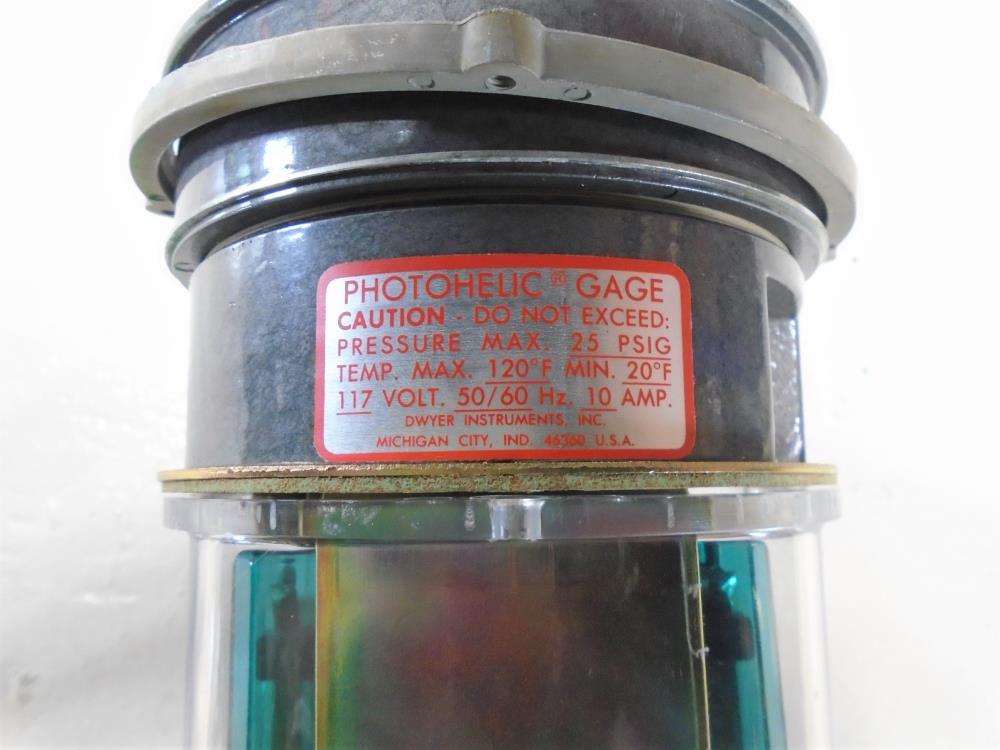 PHOTOHELIC ® GAGE
CAUTION - DO NOT EXCEED:
PRESSURE MAX. 25 PSIG
TEMP. MAX. 120°F MIN. 20°F
117 VOLT. 50/60 Hz. 10 AMP.
DWYER INSTRUMENTS, INC.
MICHIGAN CITY, IND. 46360 U.S.A.